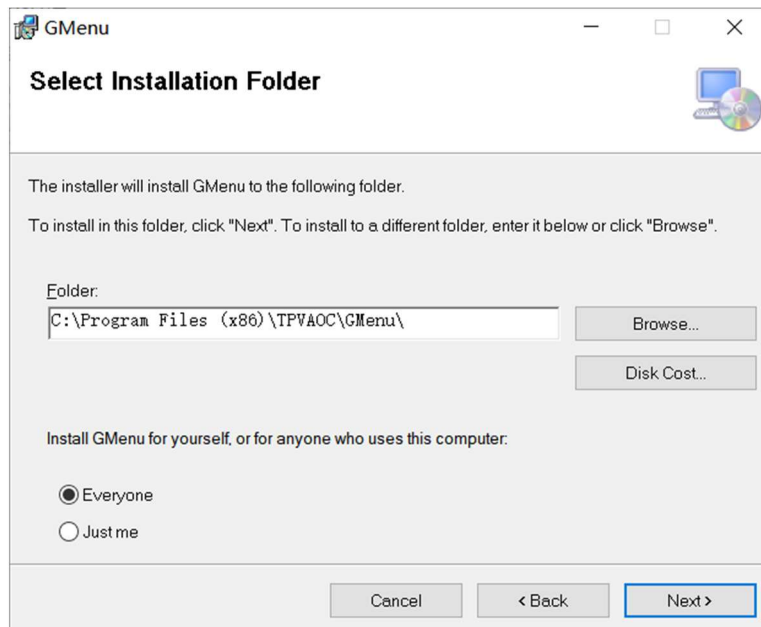 GMenu
Select Installation Folder
The installer will install GMenu to the following folder.
To install in this folder, click "Next". To install to a different folder, enter it below or click "Browse".
Folder:
C:\Program Files (x86)\TPVAOC\GMenu\
Browse...
Disk Cost...
Install GMenu for yourself, or for anyone who uses this computer:
Everyone
Just me
Cancel
< Back
Next >